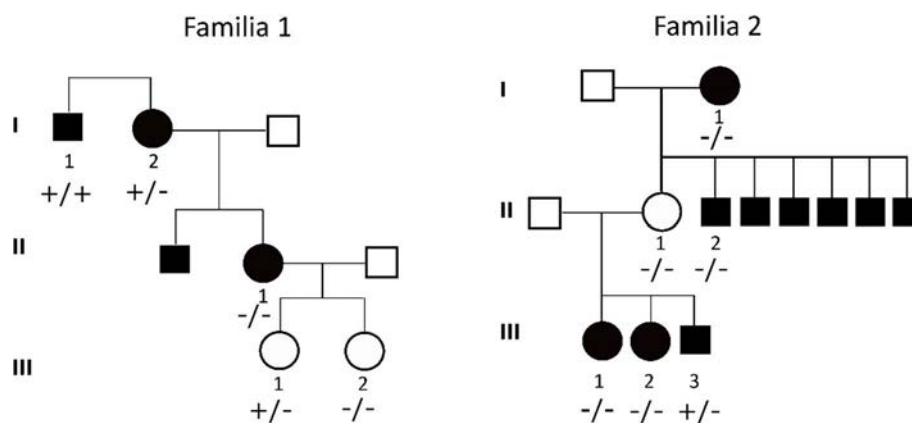 Familia 1
I
1 2
+/+ +/-
II
1
-/-
III
1 2
+/- -/-
Familia 2
I
1
-/-
II
1 2
-/- -/-
III
1 2 3
-/- -/- +/-